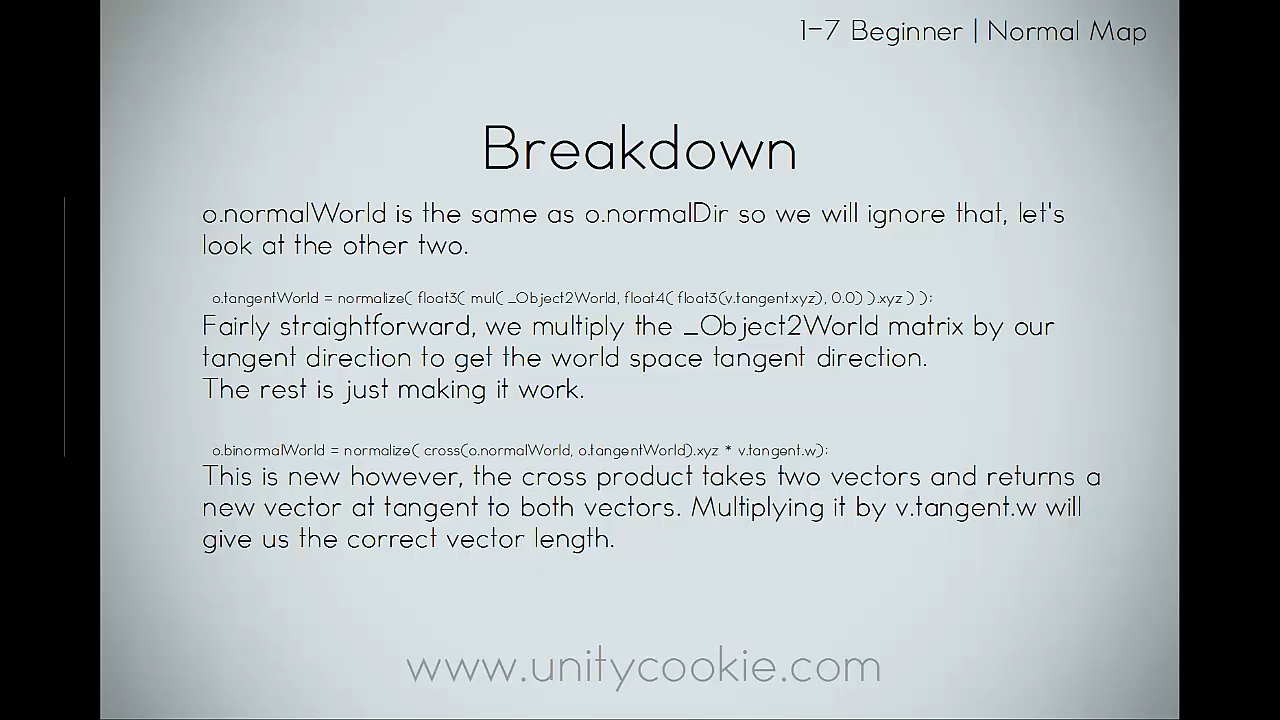 1-7 Beginner | Normal Map
Breakdown
o.normalWorld is the same as o.normalDir so we will ignore that, let's
look at the other two.
o.tangentWorld = normalize( float3( mul( _Object2World, float4( float3(v.tangent.xyz), 0.0) ).xyz ) );
Fairly straightforward, we multiply the _Object2World matrix by our
tangent direction to get the world space tangent direction.
The rest is just making it work.
o.binormalWorld = normalize( cross(o.normalWorld, o.tangentWorld).xyz * v.tangent.w);
This is new however, the cross product takes two vectors and returns a
new vector at tangent to both vectors. Multiplying it by v.tangent.w will
give us the correct vector length.
www.unitycookie.com